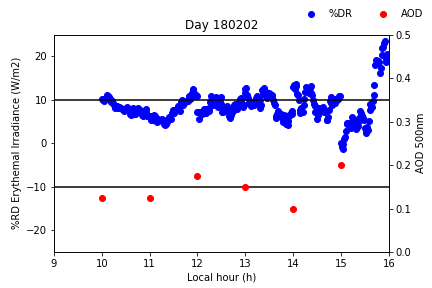 %DR AOD
Day 180202
20
10
0
−10
−20
%RD Erythermal Irradiance (W/m2)
0.5
0.4
0.3
0.2
0.1
0.0
AOD 500nm
9 10 11 12 13 14 15 16
Local hour (h)